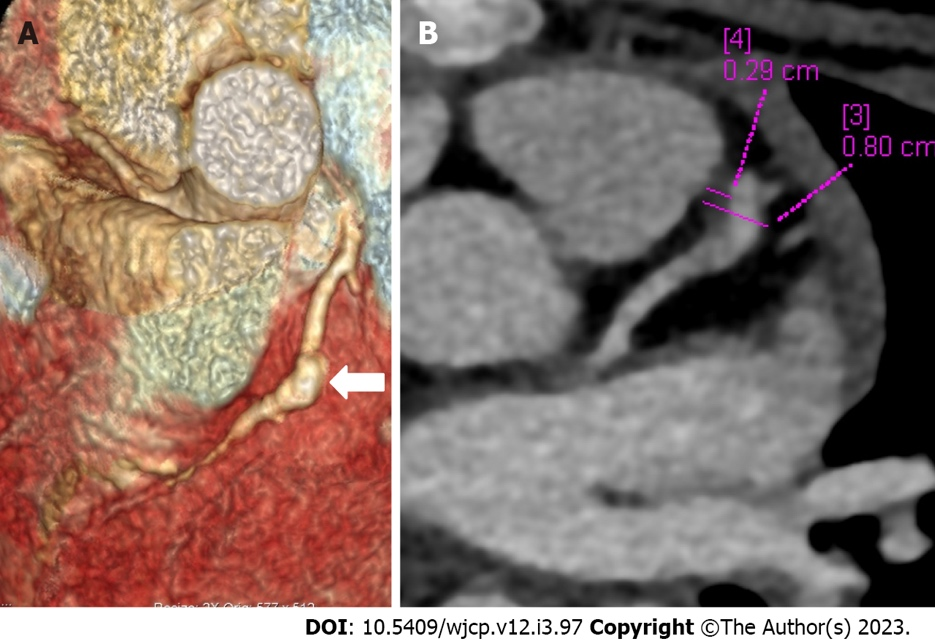 A
B
[4]
0.29 cm
[3]
0.80 cm
Resize: 2X Orig: 577 x 512
DOI: 10.5409/wjcp.v12.i3.97 Copyright ©The Author(s) 2023.